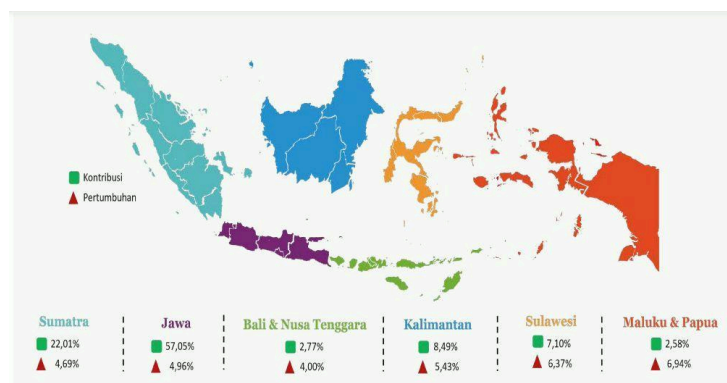 Kontribusi
Pertumbuhan
Sumatra
22,01%
4,69%
Jawa
57,05%
4,96%
Bali & Nusa Tenggara
2,77%
4,00%
Kalimantan
8,49%
5,43%
Sulawesi
7,10%
6,37%
Maluku & Papua
2,58%
6,94%